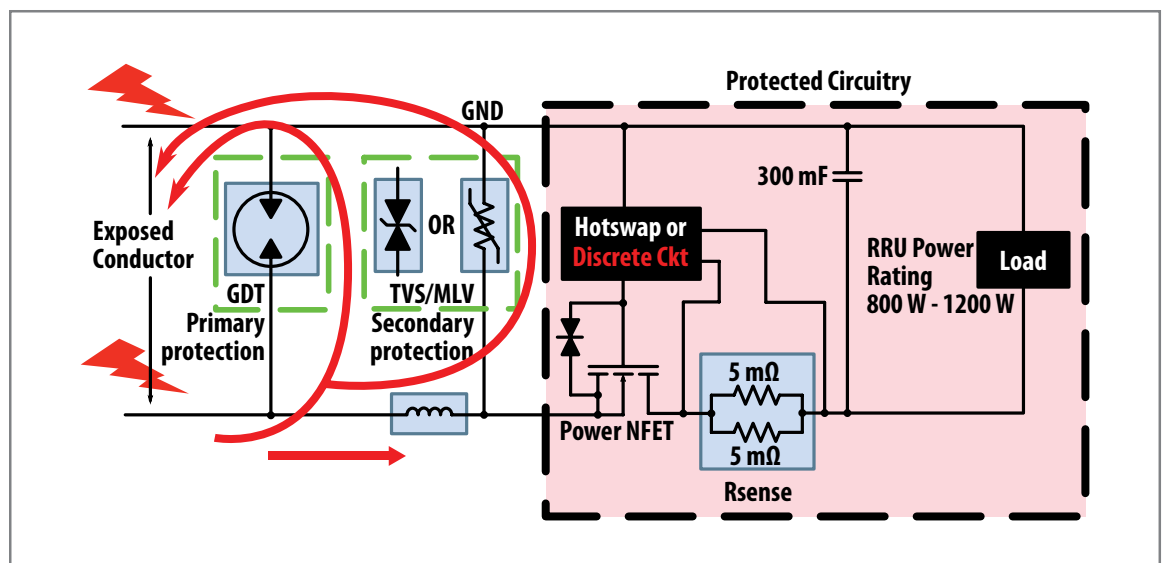 Protected Circuitry
GND
300 mF
Exposed
Conductor
OR
GDT
Primary
protection
TVS/MLV
Secondary
protection
Hotswap or
Discrete Ckt
RRU Power
Rating
800 W - 1200 W
Load
5 mΩ
5 mΩ
Power NFET
Rsense